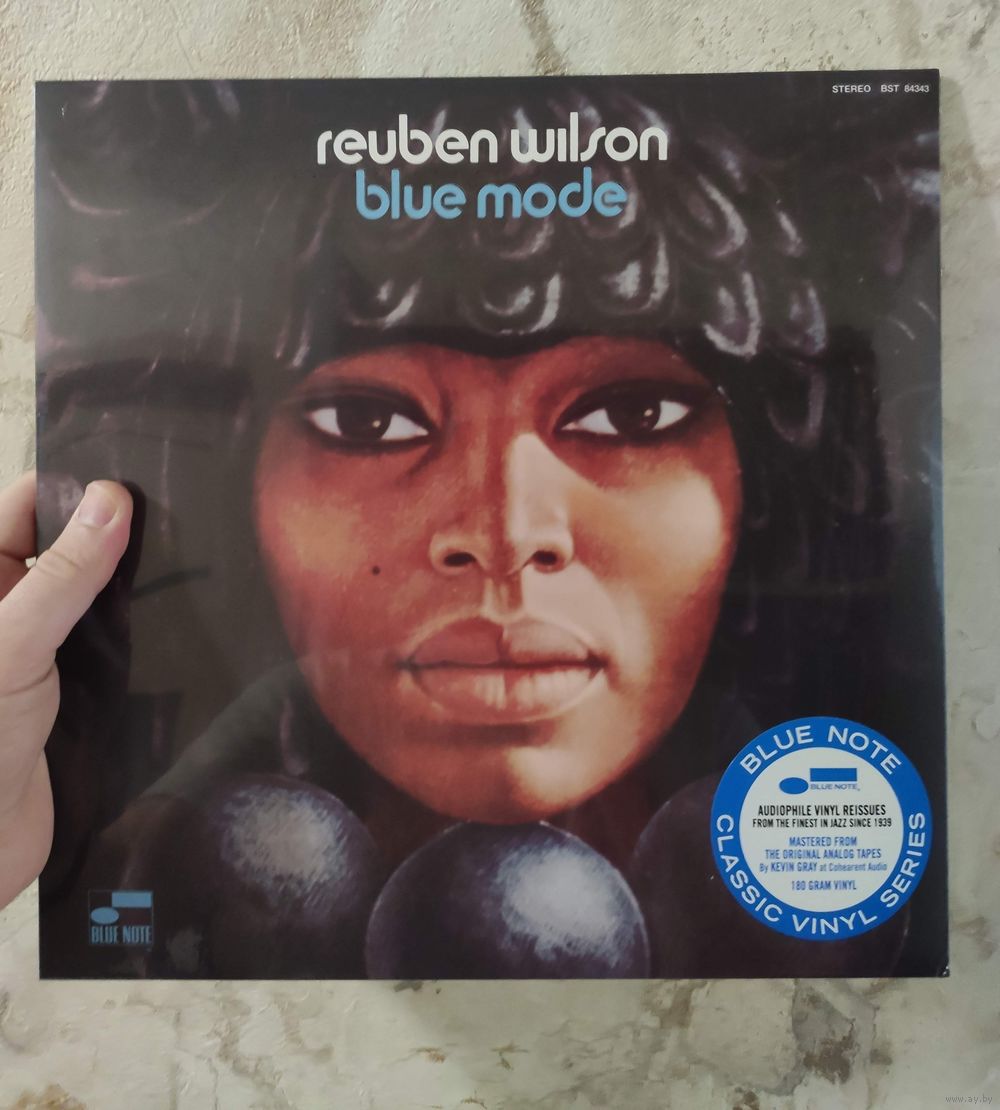 STEREO BST 84343
reuben wilson
blue mode
BLUE NOTE
BLUE NOTE
AUDIOPHILE VINYL REISSUES
FROM THE FINEST IN JAZZ SINCE 1939
MASTERED FROM
THE ORIGINAL ANALOG TAPES
By KEVIN GRAY at Cohearent Audio
180 GRAM VINYL
CLASSIC VINYL SERIES
BLUE NOTE
www.ay.by